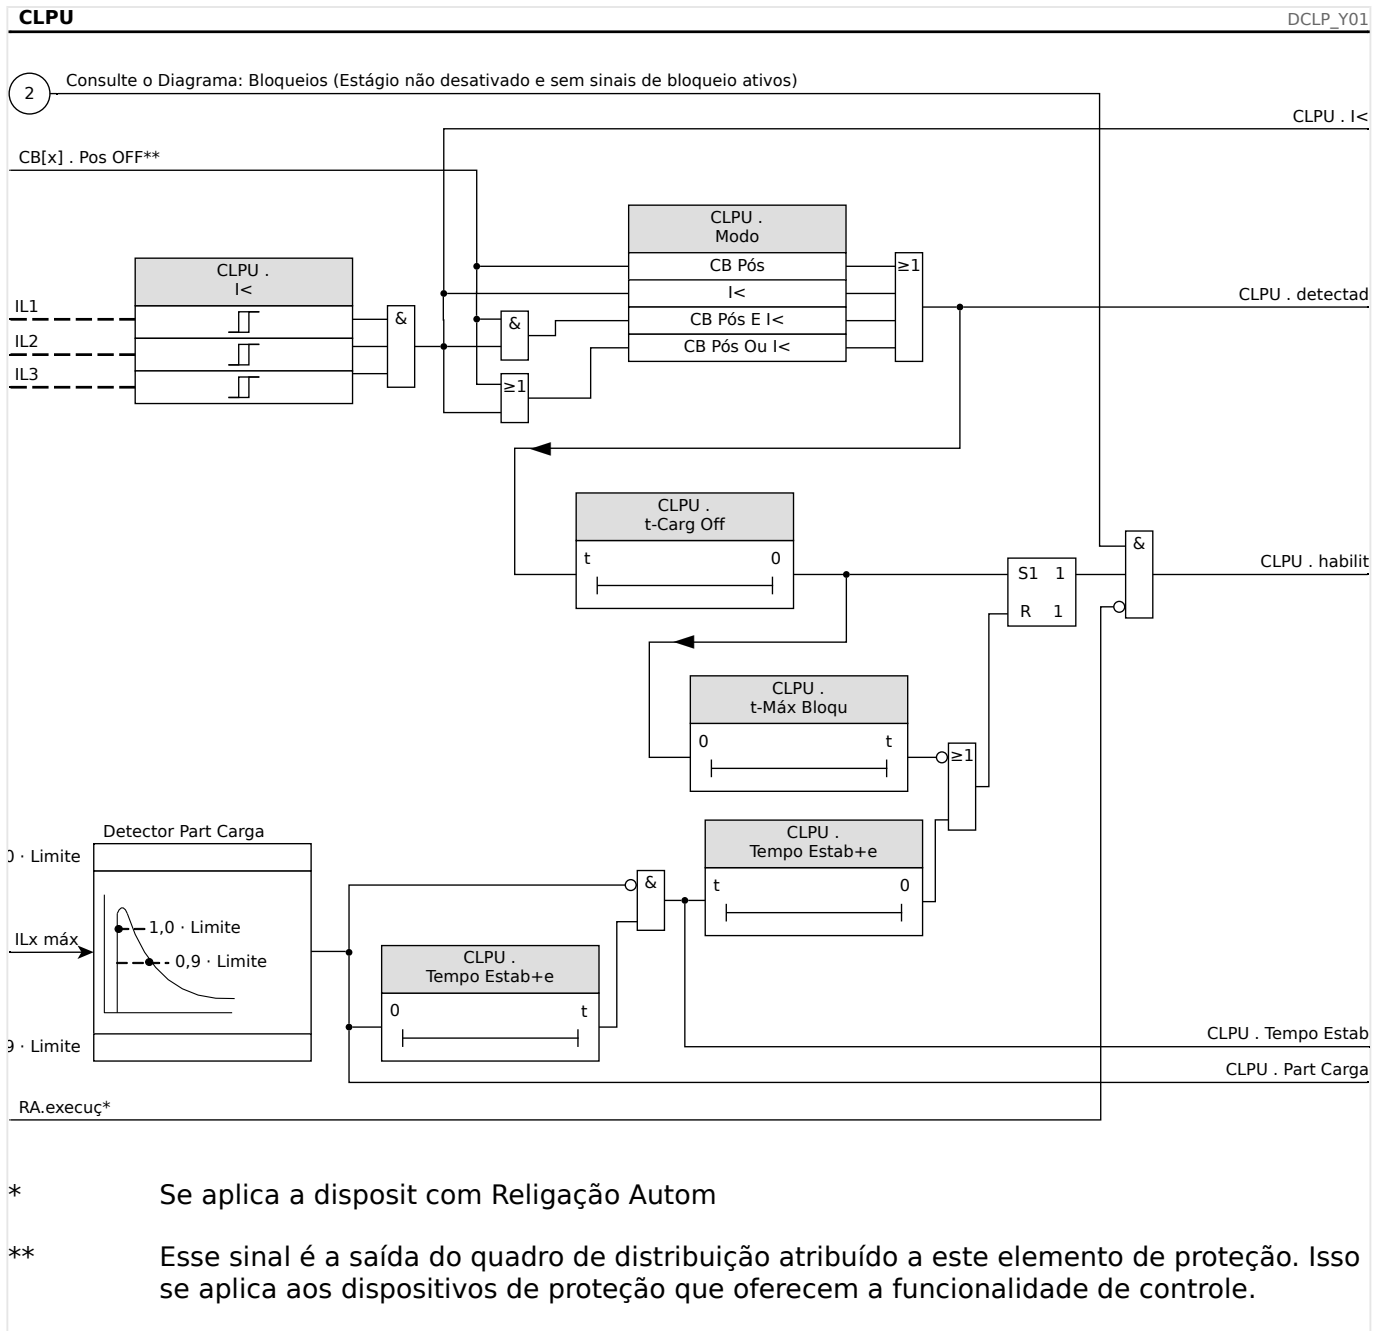 CLPU
DCLP_Y01
2
Consulte o Diagrama: Bloqueios (Estágio não desativado e sem sinais de bloqueio ativos)
CLPU . I<
CB[x] . Pos OFF**
CLPU .
Modo
CB Pós
I<
CB Pós E I<
CB Pós Ou I<
≥1
CLPU .
I<
IL1
IL2
IL3
&
&
≥1
CLPU . detectad
CLPU .
t-Carg Off
t
0
S1 1
R 1
&
CLPU . habilit
CLPU .
t-Máx Bloqu
0
t
≥1
Detector Part Carga
0 · Limite
ILx máx
1,0 · Limite
0,9 · Limite
9 · Limite
&
CLPU .
Tempo Estab+e
t
0
CLPU .
Tempo Estab+e
0
t
CLPU . Tempo Estab
CLPU . Part Carga
RA.execuç*
* Se aplica a disposit com Religação Autom
** Esse sinal é a saída do quadro de distribuição atribuído a este elemento de proteção. Isso
se aplica aos dispositivos de proteção que oferecem a funcionalidade de controle.